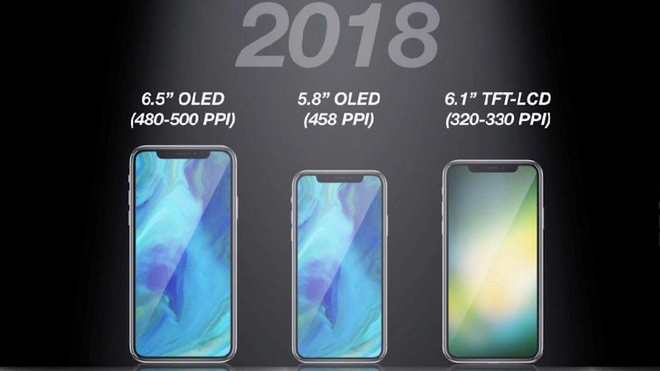 2018
6.5” OLED
(480-500 PPI)
5.8” OLED
(458 PPI)
6.1” TFT-LCD
(320-330 PPI)